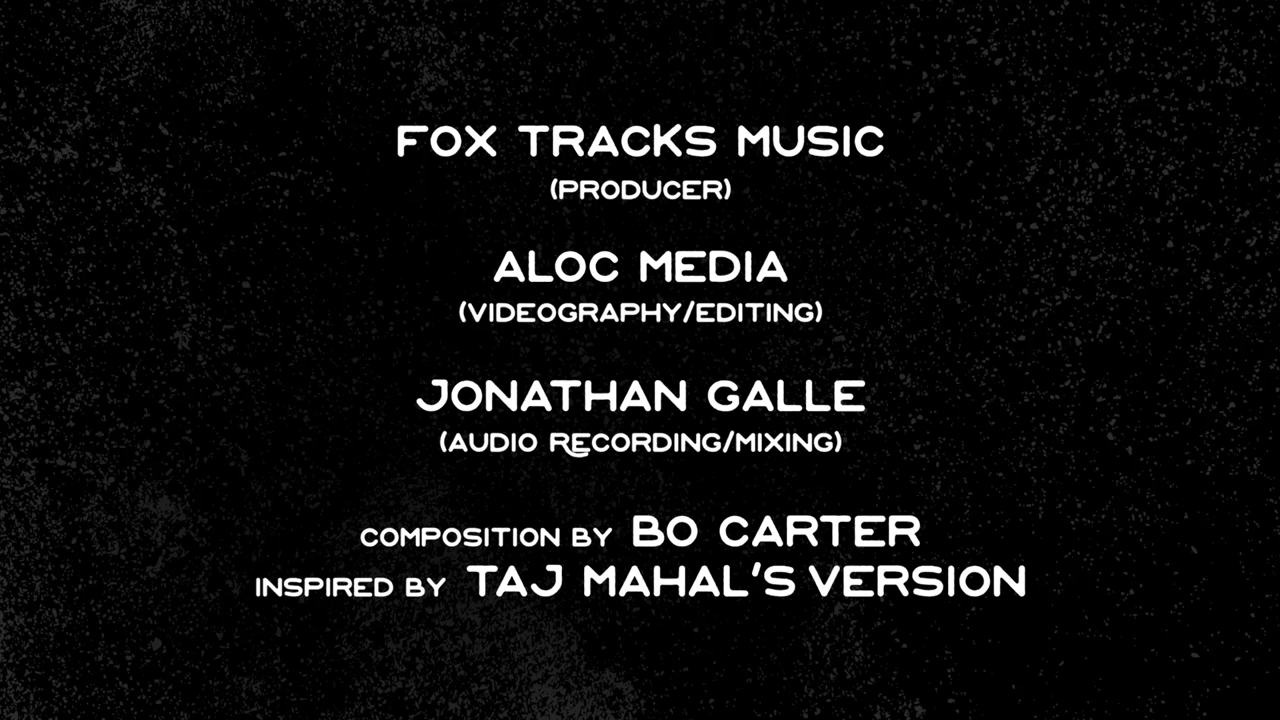 FOX TRACKS MUSIC
(PRODUCER)
ALOC MEDIA
(VIDEOGRAPHY/EDITING)
JONATHAN GALLE
(AUDIO RECORDING/MIXING)
COMPOSITION BY BO CARTER
INSPIRED BY TAJ MAHAL'S VERSION